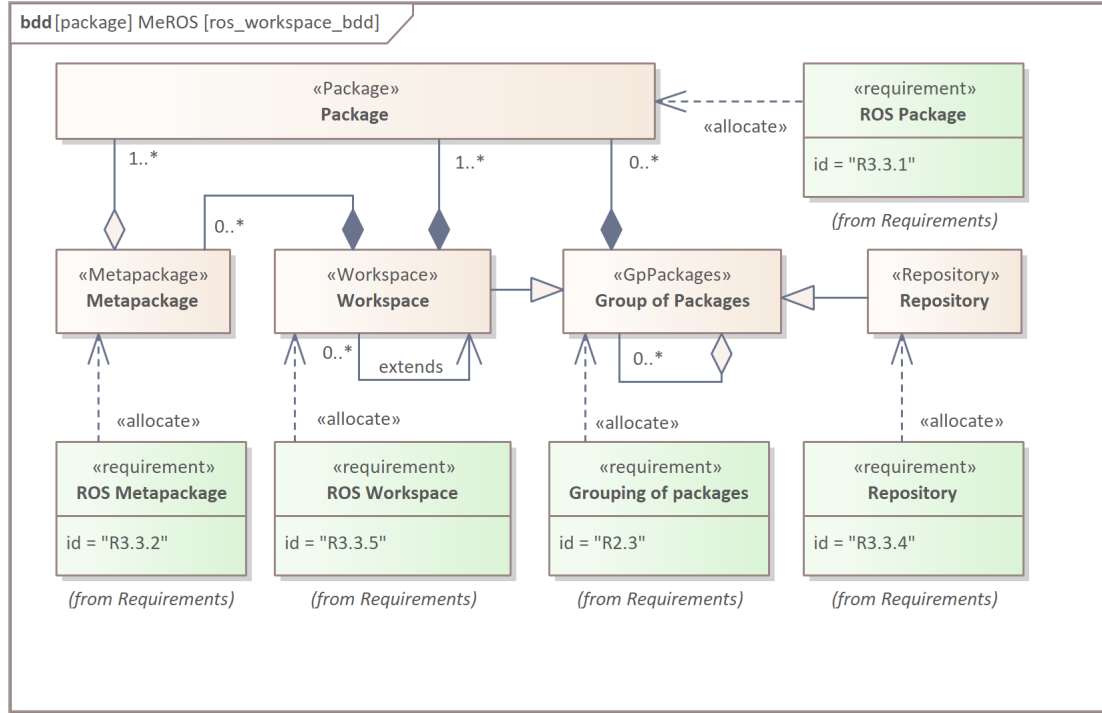 bdd [package] MeROS [ros_workspace_bdd]
«Package»
Package
«requirement»
ROS Package
id = "R3.3.1"
(from Requirements)
«allocate»
1..*
1..*
0..*
0..*
«Metapackage»
Metapackage
«Workspace»
Workspace
«GpPackages»
Group of Packages
«Repository»
Repository
0..*
extends
0..*
«allocate»
«allocate»
«allocate»
«allocate»
«requirement»
ROS Metapackage
id = "R3.3.2"
(from Requirements)
«requirement»
ROS Workspace
id = "R3.3.5"
(from Requirements)
«requirement»
Grouping of packages
id = "R2.3"
(from Requirements)
«requirement»
Repository
id = "R3.3.4"
(from Requirements)